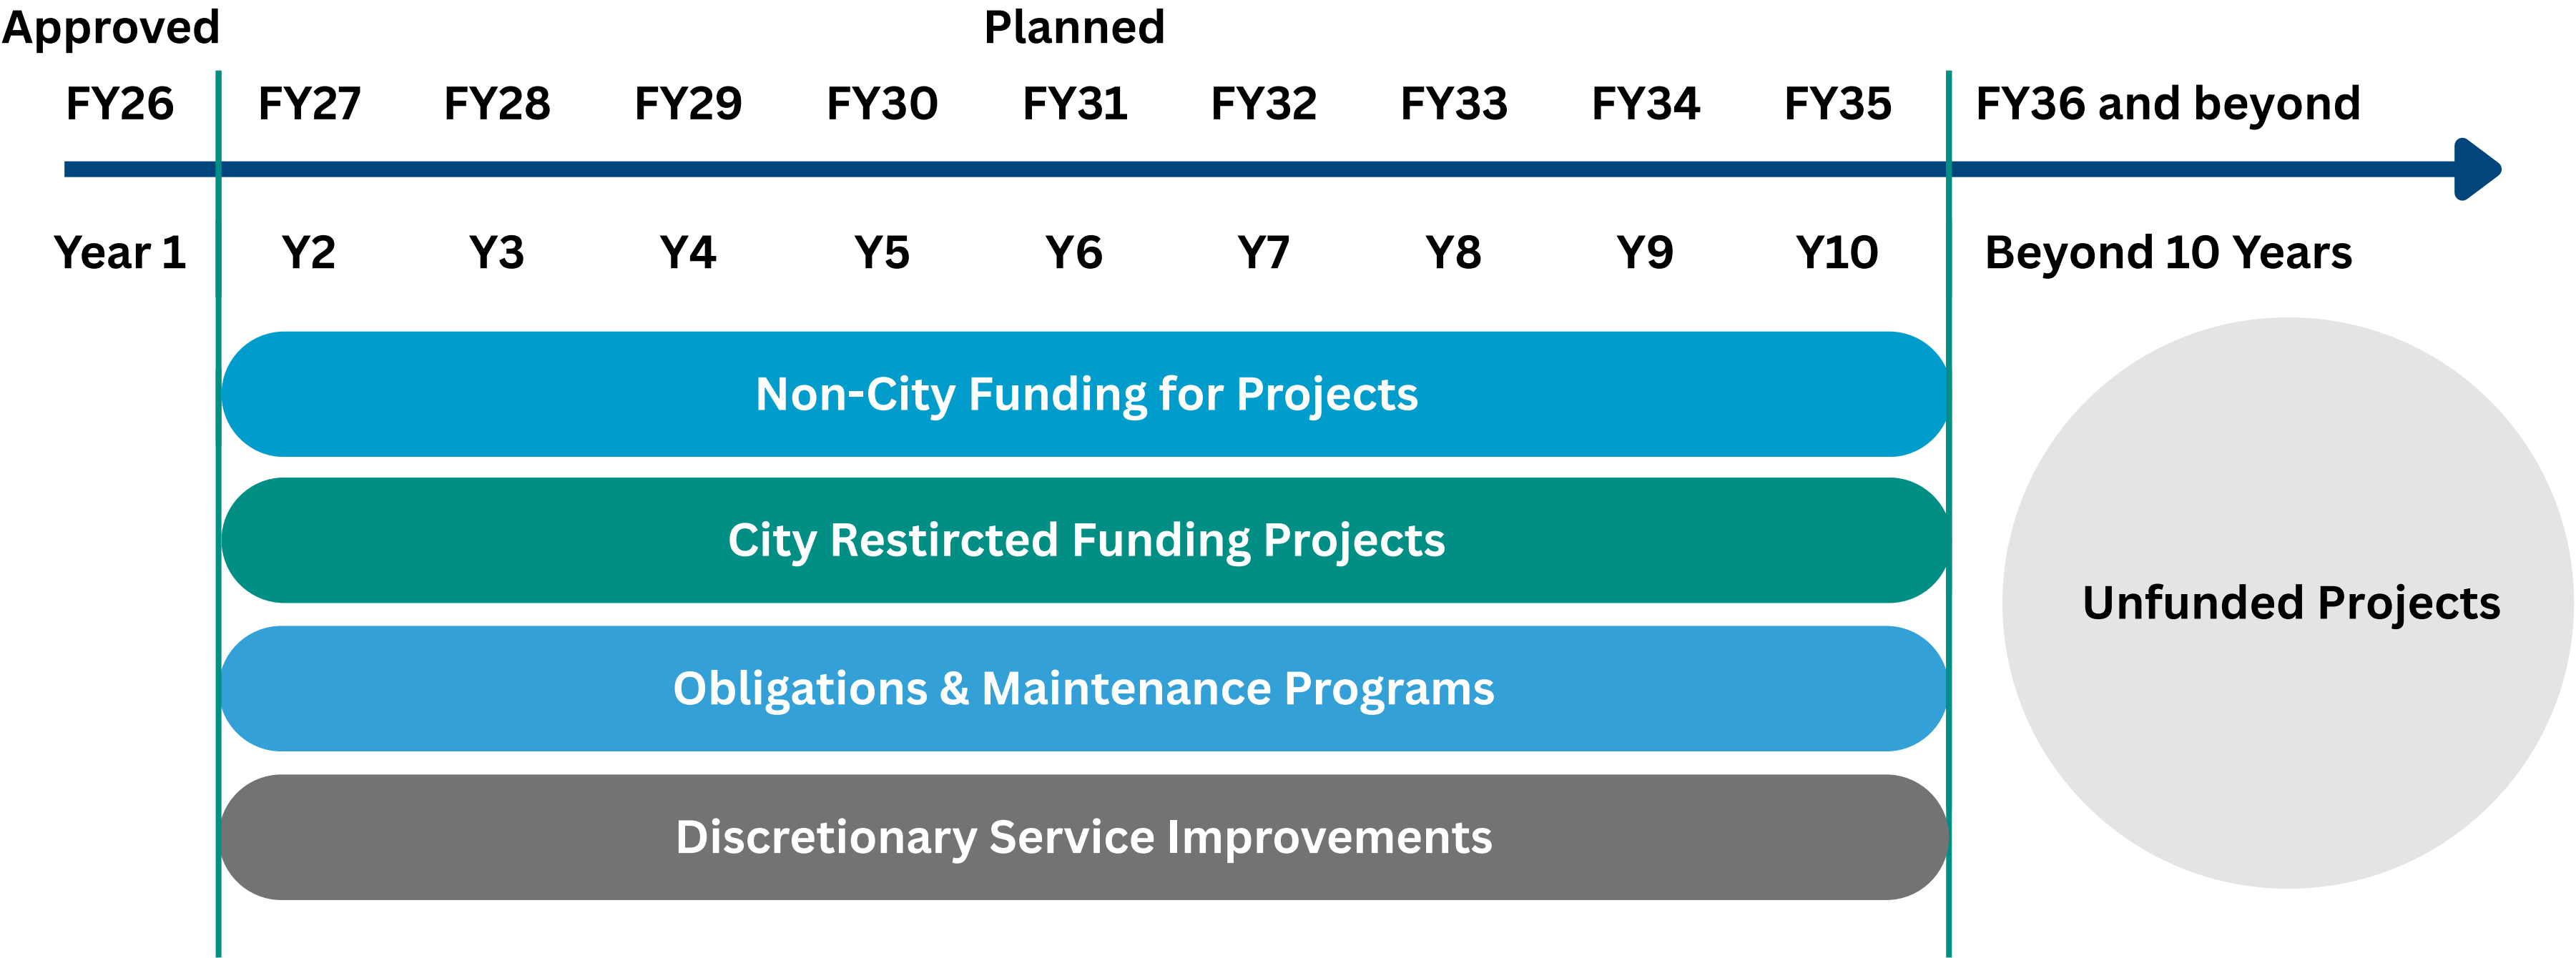 Approved
Planned
FY26 FY27 FY28 FY29 FY30 FY31 FY32 FY33 FY34 FY35 FY36 and beyond
Year 1 Y2 Y3 Y4 Y5 Y6 Y7 Y8 Y9 Y10 Beyond 10 Years
Non-City Funding for Projects
City Restircted Funding Projects
Obligations & Maintenance Programs
Discretionary Service Improvements
Unfunded Projects